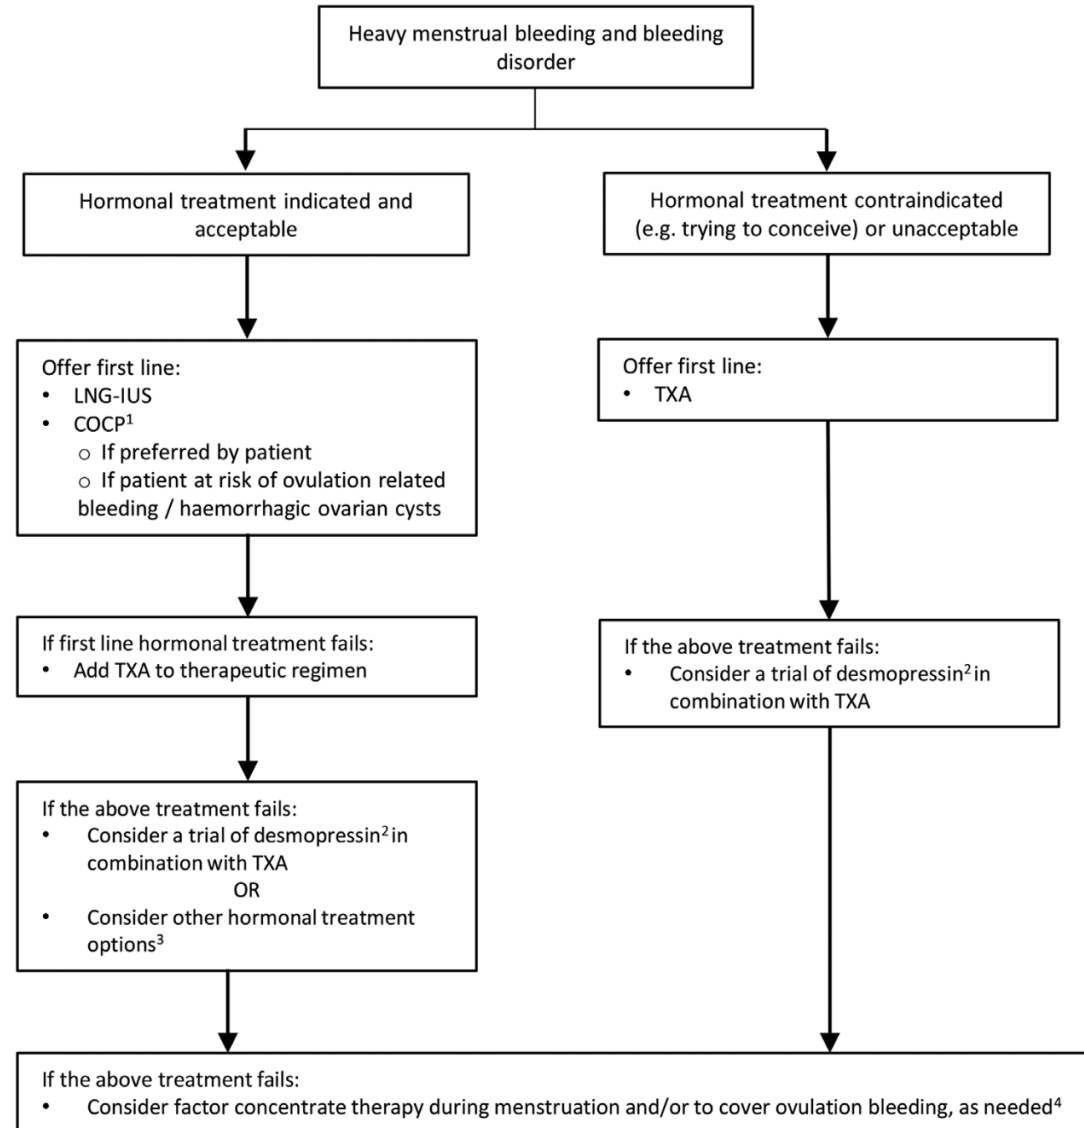 Heavy menstrual bleeding and bleeding
disorder
Hormonal treatment indicated and
acceptable
Offer first line:
• LNG-IUS
• COCP¹
o If preferred by patient
o If patient at risk of ovulation related
bleeding / haemorrhagic ovarian cysts
If first line hormonal treatment fails:
• Add TXA to therapeutic regimen
If the above treatment fails:
• Consider a trial of desmopressin² in
combination with TXA
OR
• Consider other hormonal treatment
options³
Hormonal treatment contraindicated
(e.g. trying to conceive) or unacceptable
Offer first line:
• TXA
If the above treatment fails:
• Consider a trial of desmopressin² in
combination with TXA
If the above treatment fails:
• Consider factor concentrate therapy during menstruation and/or to cover ovulation bleeding, as needed⁴